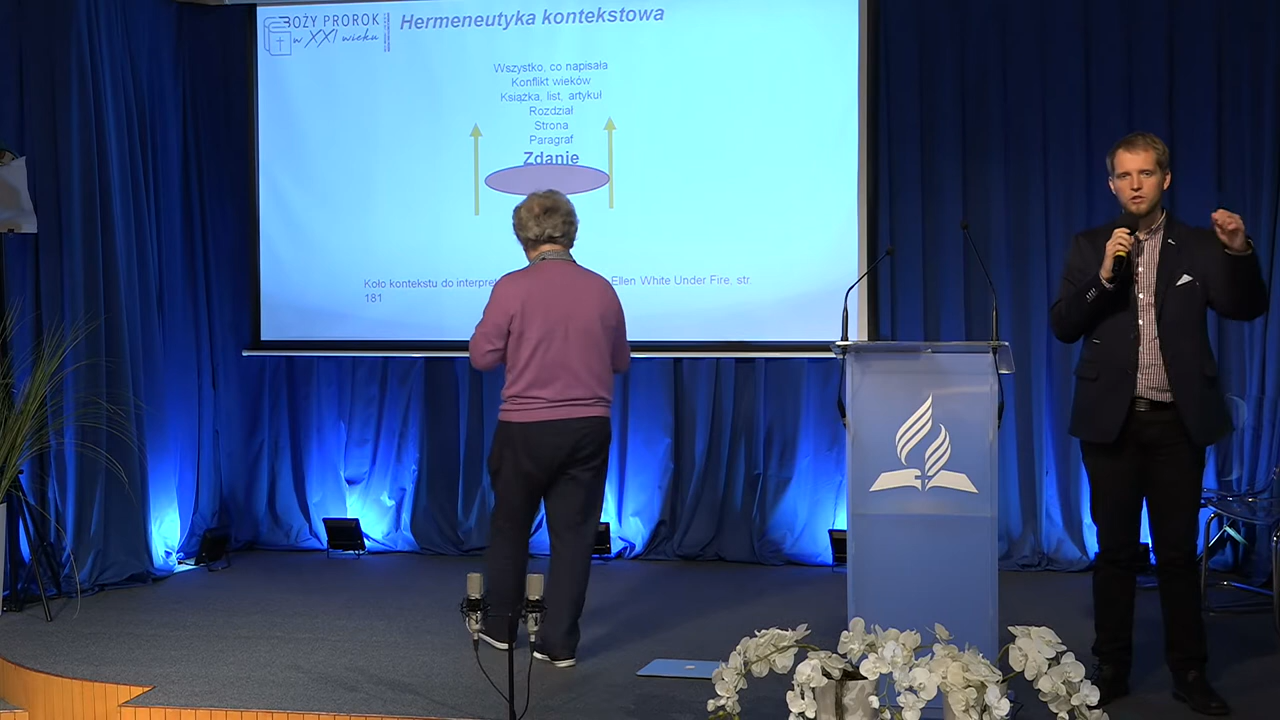 BOŻY PROROK
w XXI wieku
Hermeneutyka kontekstowa
Wszystko, co napisała
Konflikt wieków
Książka, list, artykuł
Rozdział
Strona
Paragraf
Zdanie
Koło kontekstu do Ellen White Under Fire, str.
181